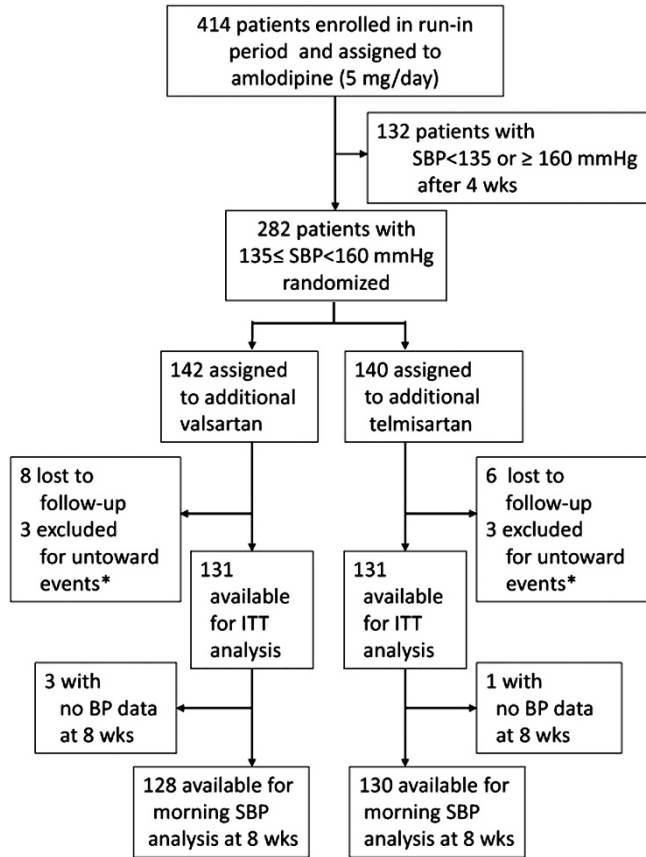 414 patients enrolled in run-in
period and assigned to
amlodipine (5 mg/day)
132 patients with
SBP<135 or ≥ 160 mmHg
after 4 wks
282 patients with
135≤ SBP<160 mmHg
randomized
142 assigned
to additional
valsartan
140 assigned
to additional
telmisartan
8 lost to
follow-up
3 excluded
for untoward
events*
6 lost to
follow-up
3 excluded
for untoward
events*
131
available
for ITT
analysis
131
available
for ITT
analysis
3 with
no BP data
at 8 wks
1 with
no BP data
at 8 wks
128 available for
morning SBP
analysis at 8 wks
130 available for
morning SBP
analysis at 8 wks